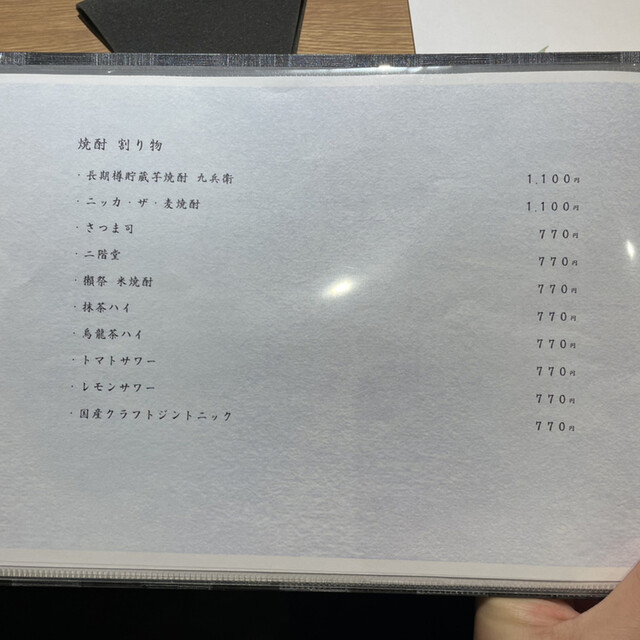 焼酎 割り物
・長期樽貯蔵芋焼酎 九兵衛 1,100円
・ニッカ・ザ・麦焼酎 1,100円
・さつま司 770円
・二階堂 770円
・獺祭 米焼酎 770円
・抹茶ハイ 770円
・烏龍茶ハイ 770円
・トマトサワー 770円
・レモンサワー 770円
・国産クラフトジントニック 770円